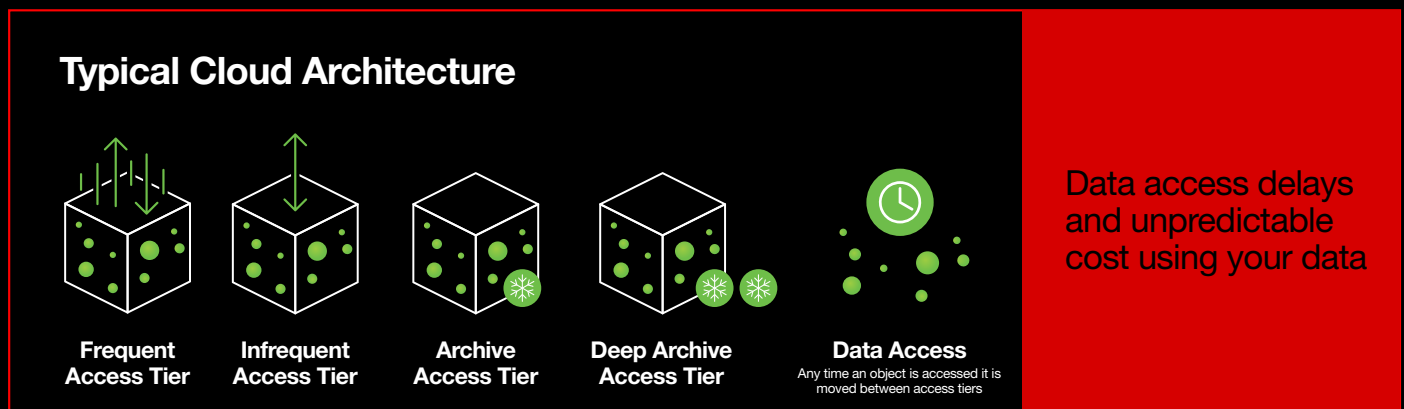 Typical Cloud Architecture
Frequent
Access Tier
Infrequent
Access Tier
Archive
Access Tier
Deep Archive
Access Tier
Data Access
Any time an object is accessed it is
moved between access tiers
Data access delays
and unpredictable
cost using your data